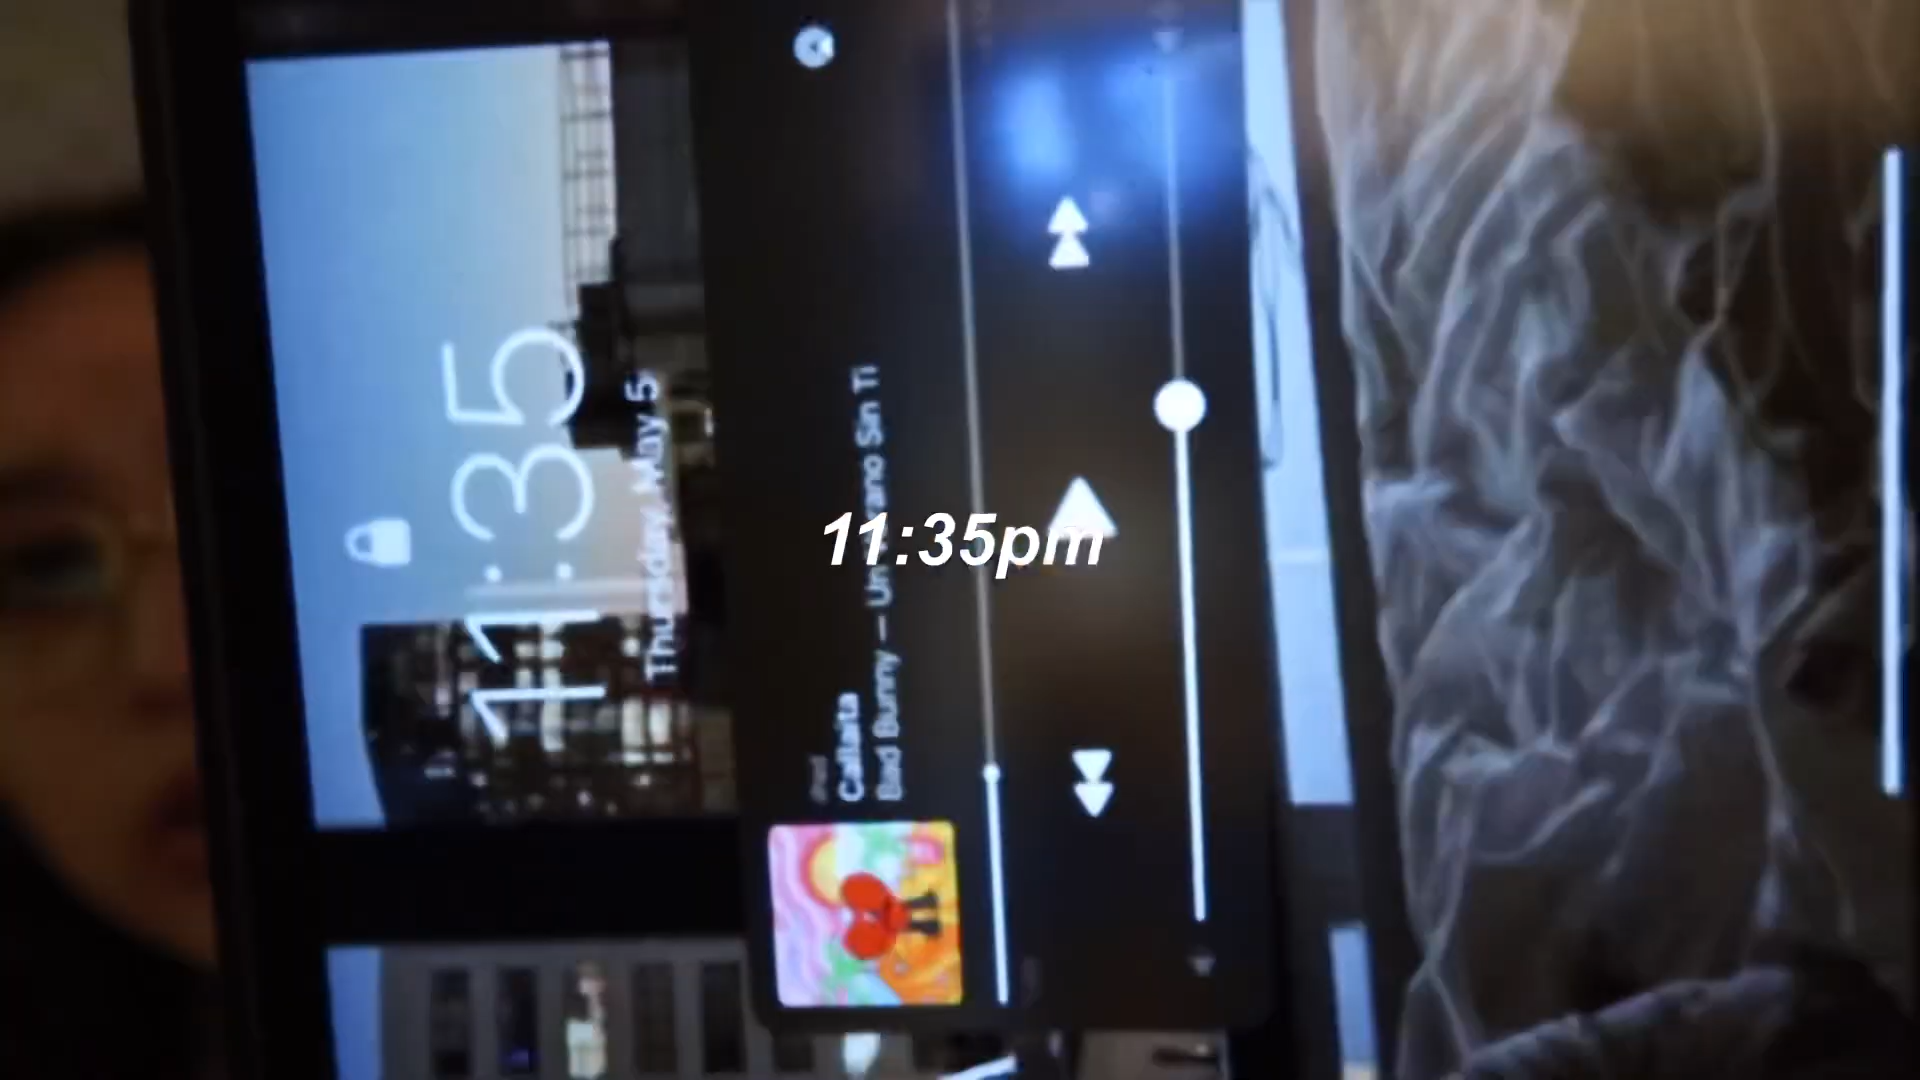 11:35
Thursday, May 5
Callaita
Bad Bunny — Un Verano Sin Ti
11:35pm